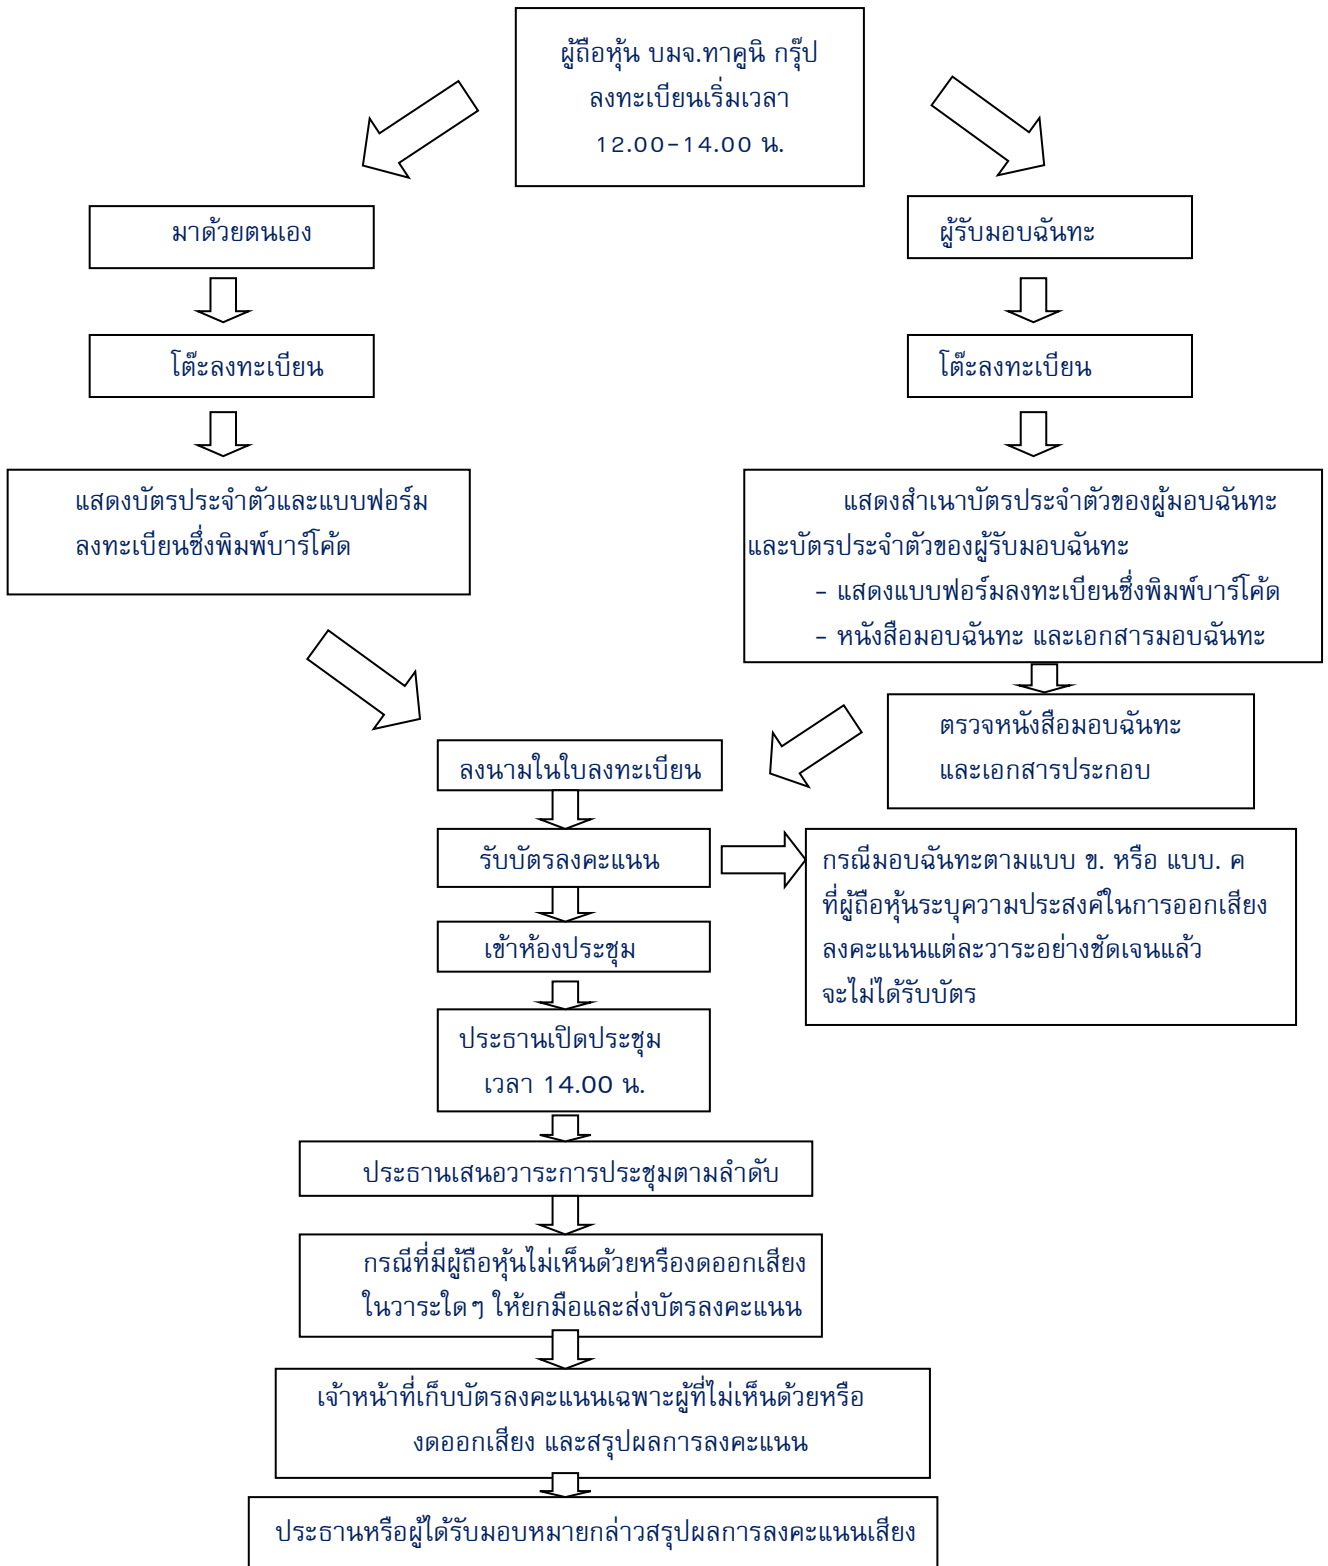 ผู้ถือหุ้น บมจ.ทาคูนิ กรุ๊ป
ลงทะเบียนเริ่มเวลา
12.00-14.00 น.
มาด้วยตนเอง
ผู้รับมอบฉันทะ
โต๊ะลงทะเบียน
โต๊ะลงทะเบียน
แสดงบัตรประจำตัวและแบบฟอร์ม
ลงทะเบียนซึ่งพิมพ์บาร์โค้ด
แสดงสำเนาบัตรประจำตัวของผู้มอบฉันทะ
และบัตรประจำตัวของผู้รับมอบฉันทะ
- แสดงแบบฟอร์มลงทะเบียนซึ่งพิมพ์บาร์โค้ด
- หนังสือมอบฉันทะ และเอกสารมอบฉันทะ
ตรวจหนังสือมอบฉันทะ
และเอกสารประกอบ
ลงนามในใบลงทะเบียน
รับบัตรลงคะแนน
กรณีมอบฉันทะตามแบบ ข. หรือ แบบ. ค
ที่ผู้ถือหุ้นระบุความประสงค์ในการออกเสียง
ลงคะแนนแต่ละวาระอย่างชัดเจนแล้ว
จะไม่ได้รับบัตร
เข้าห้องประชุม
ประธานเปิดประชุม
เวลา 14.00 น.
ประธานเสนอวาระการประชุมตามลำดับ
กรณีที่มีผู้ถือหุ้นไม่เห็นด้วยหรืองดออกเสียง
ในวาระใดๆ ให้ยกมือและส่งบัตรลงคะแนน
เจ้าหน้าที่เก็บบัตรลงคะแนนเฉพาะผู้ที่ไม่เห็นด้วยหรือ
งดออกเสียง และสรุปผลการลงคะแนน
ประธานหรือผู้ได้รับมอบหมายกล่าวสรุปผลการลงคะแนนเสียง